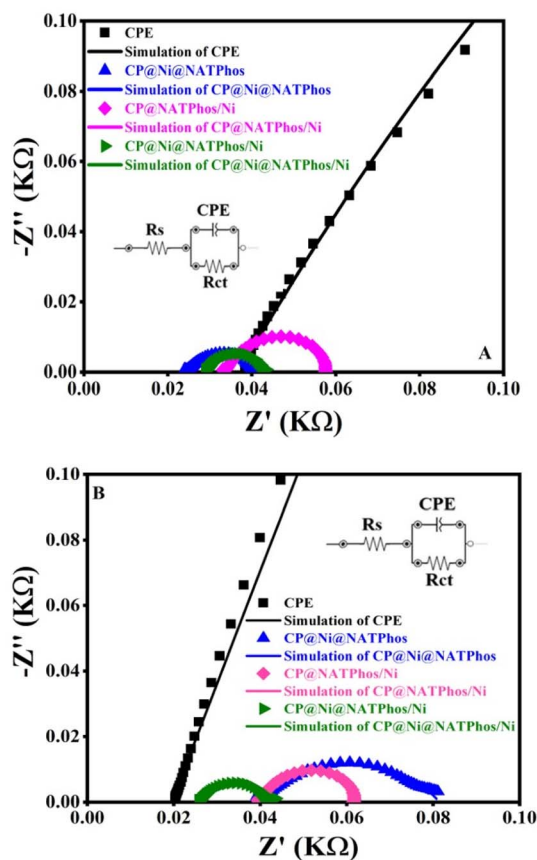 0.10
CPE
Simulation of CPE
CP@Ni@NATPhos
Simulation of CP@Ni@NATPhos
CP@NATPhos/Ni
Simulation of CP@NATPhos/Ni
CP@Ni@NATPhos/Ni
Simulation of CP@Ni@NATPhos/Ni
0.08
0.06
0.04
0.02
0.00
-Z'' (KΩ)
Rs
CPE
Rct
A
0.00 0.02 0.04 0.06 0.08 0.10
Z' (KΩ)
0.10
B
0.08
0.06
0.04
0.02
0.00
-Z'' (KΩ)
CPE
Rs
Rct
CPE
Simulation of CPE
CP@Ni@NATPhos
Simulation of CP@Ni@NATPhos
CP@NATPhos/Ni
Simulation of CP@NATPhos/Ni
CP@Ni@NATPhos/Ni
Simulation of CP@Ni@NATPhos/Ni
0.00 0.02 0.04 0.06 0.08 0.10
Z' (KΩ)